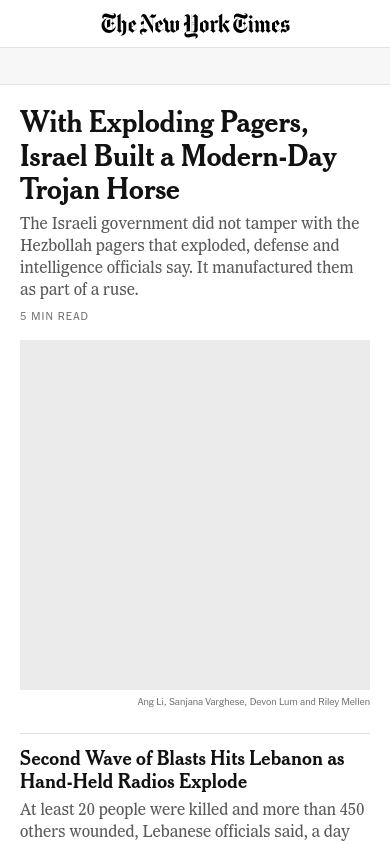 The New York Times
With Exploding Pagers,
Israel Built a Modern-Day
Trojan Horse
The Israeli government did not tamper with the
Hezbollah pagers that exploded, defense and
intelligence officials say. It manufactured them
as part of a ruse.
5 MIN READ
Ang Li, Sanjana Varghese, Devon Lum and Riley Mellen
Second Wave of Blasts Hits Lebanon as
Hand-Held Radios Explode
At least 20 people were killed and more than 450
others wounded, Lebanese officials said, a day